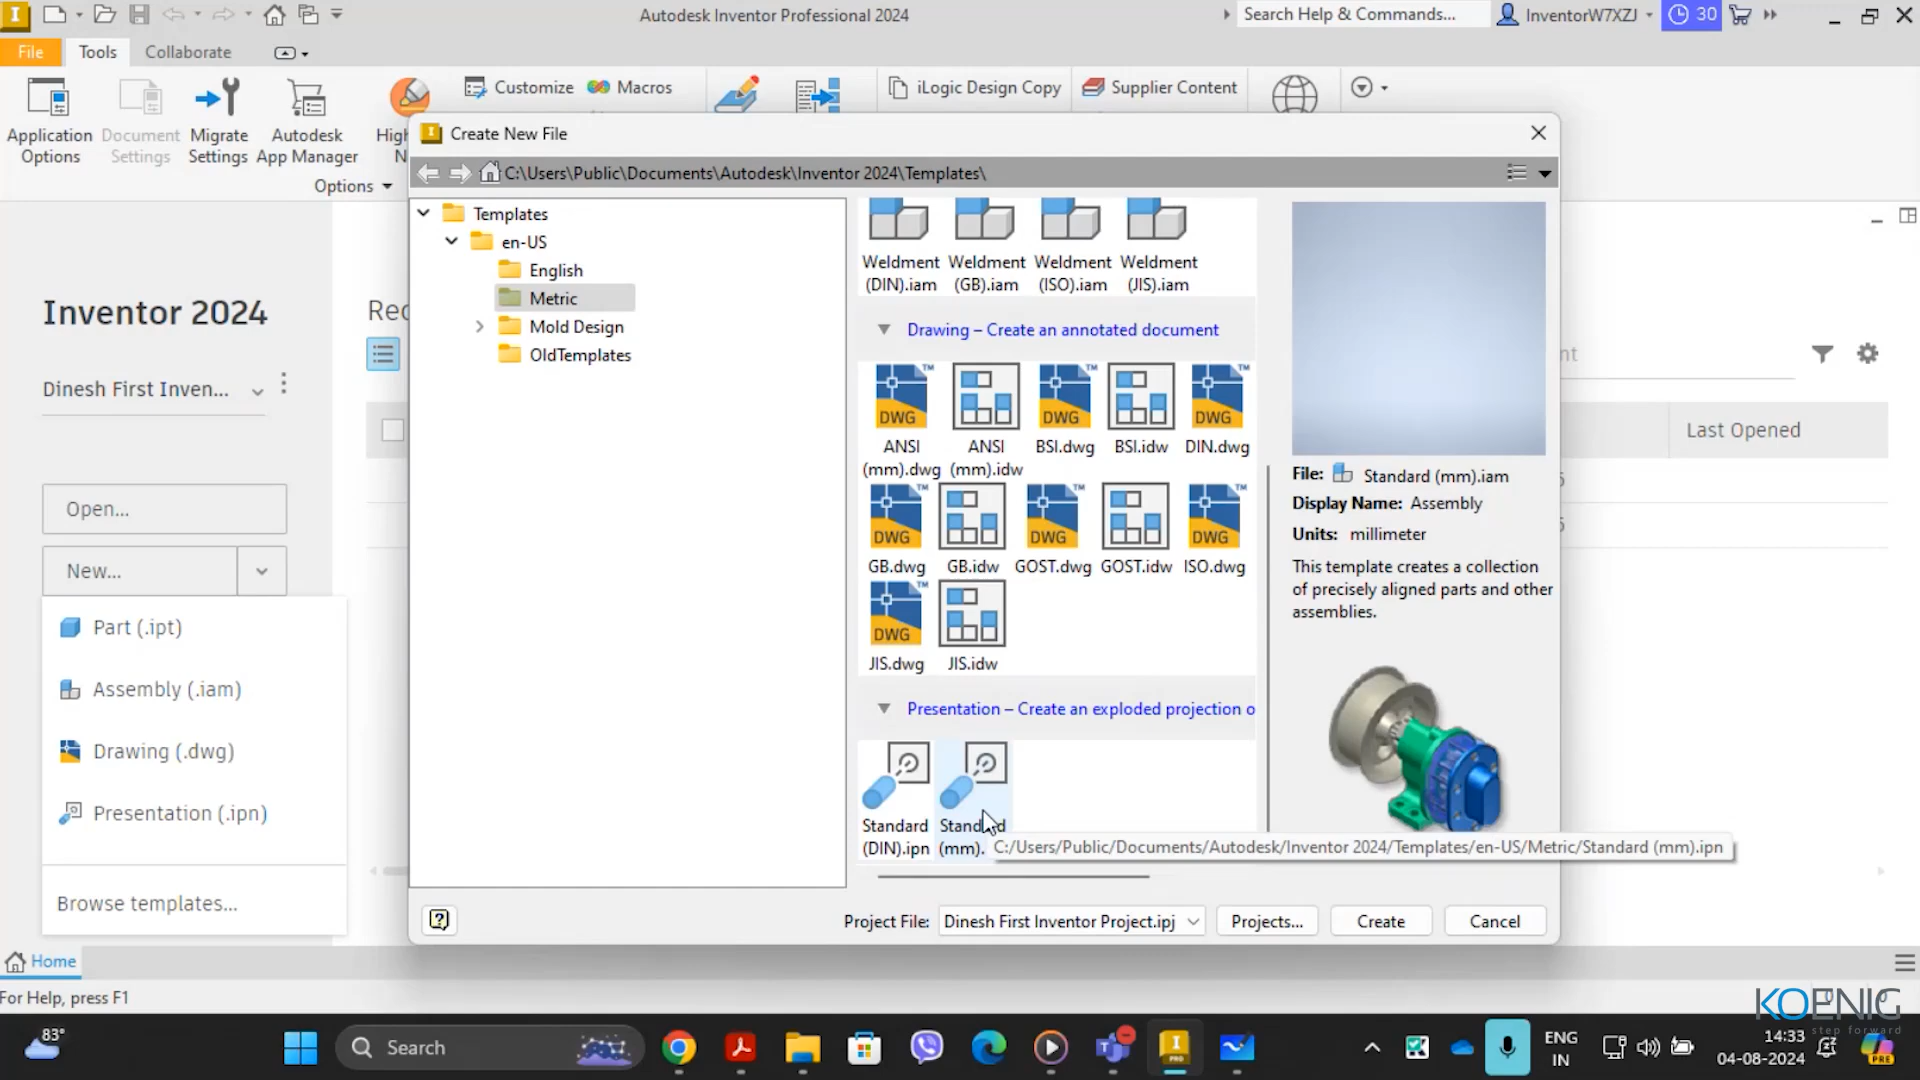 Autodesk Inventor Professional 2024
Search Help & Commands...
InventorW7XZJ
30
File
Tools
Collaborate
Application Options
Document Settings
Migrate Settings
Autodesk App Manager
Customize
Macros
iLogic Design Copy
Supplier Content
Options
Create New File
C:\Users\Public\Documents\Autodesk\Inventor 2024\Templates\
Templates
en-US
English
Metric
Mold Design
OldTemplates
Weldment (DIN).iam
Weldment (GB).iam
Weldment (ISO).iam
Weldment (JIS).iam
Drawing – Create an annotated document
DWG
DWG
DWG
ANSI (mm).dwg
ANSI (mm).idw
BSI.dwg
BSI.idw
DIN.dwg
DWG
DWG
DWG
GB.dwg
GB.idw
GOST.dwg
GOST.idw
ISO.dwg
DWG
JIS.dwg
JIS.idw
Presentation – Create an exploded projection o
Standard (DIN).ipn
(mm).
C:/Users/Public/Documents/Autodesk/Inventor 2024/Templates/en-US/Metric/Standard (mm).ipn
File: Standard (mm).iam
Display Name: Assembly
Units: millimeter
This template creates a collection
of precisely aligned parts and other
assemblies.
Project File: Dinesh First Inventor Project.ipj
Projects...
Create
Cancel
Inventor 2024
Dinesh First Inven...
Open...
New...
Part (.ipt)
Assembly (.iam)
Drawing (.dwg)
Presentation (.ipn)
Browse templates...
Last Opened
Home
For Help, press F1
KOENIG
step forward
83°
Search
PRO
ENG
IN
14:33
04-08-2024
PRE